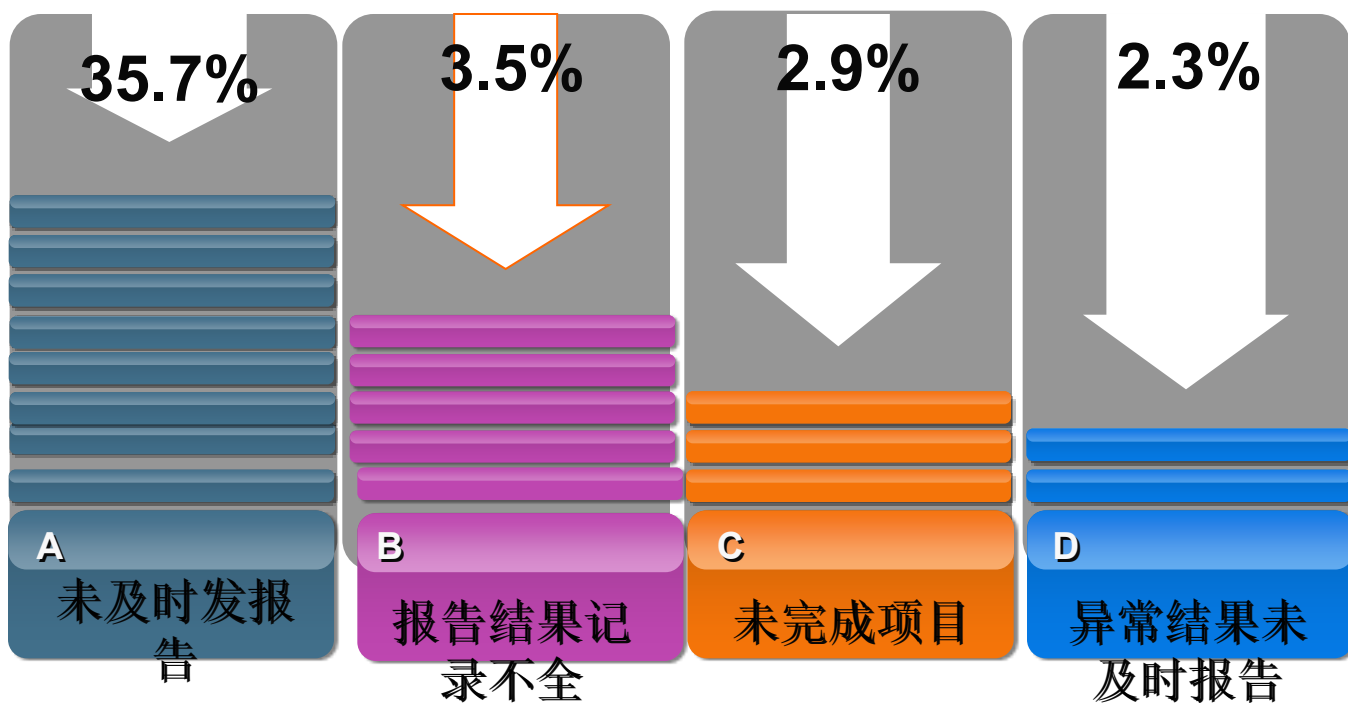 35.7%
3.5%
2.9%
2.3%
A
未及时发报
告
B
报告结果记
录不全
C
未完成项目
D
异常结果未
及时报告